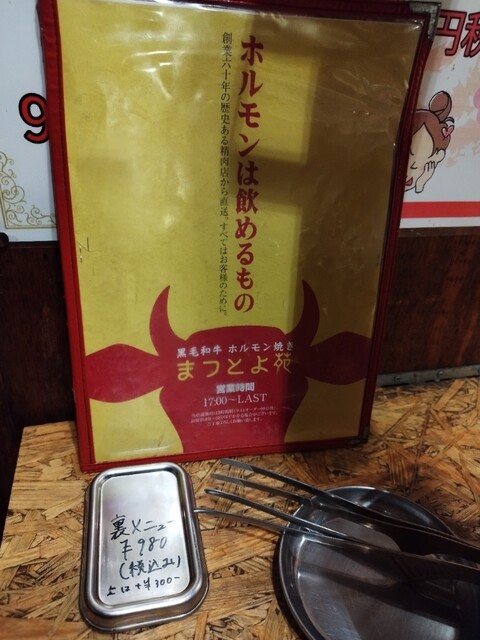 ホルモンは飲めるもの
創業六十年の歴史ある精肉店から直送。すべてはお客様のために。
黒毛和牛 ホルモン焼き
まつとよ苑
営業時間
17:00〜LAST
裏メニュー
¥980
(税込み)
上は+¥300-
9
円税